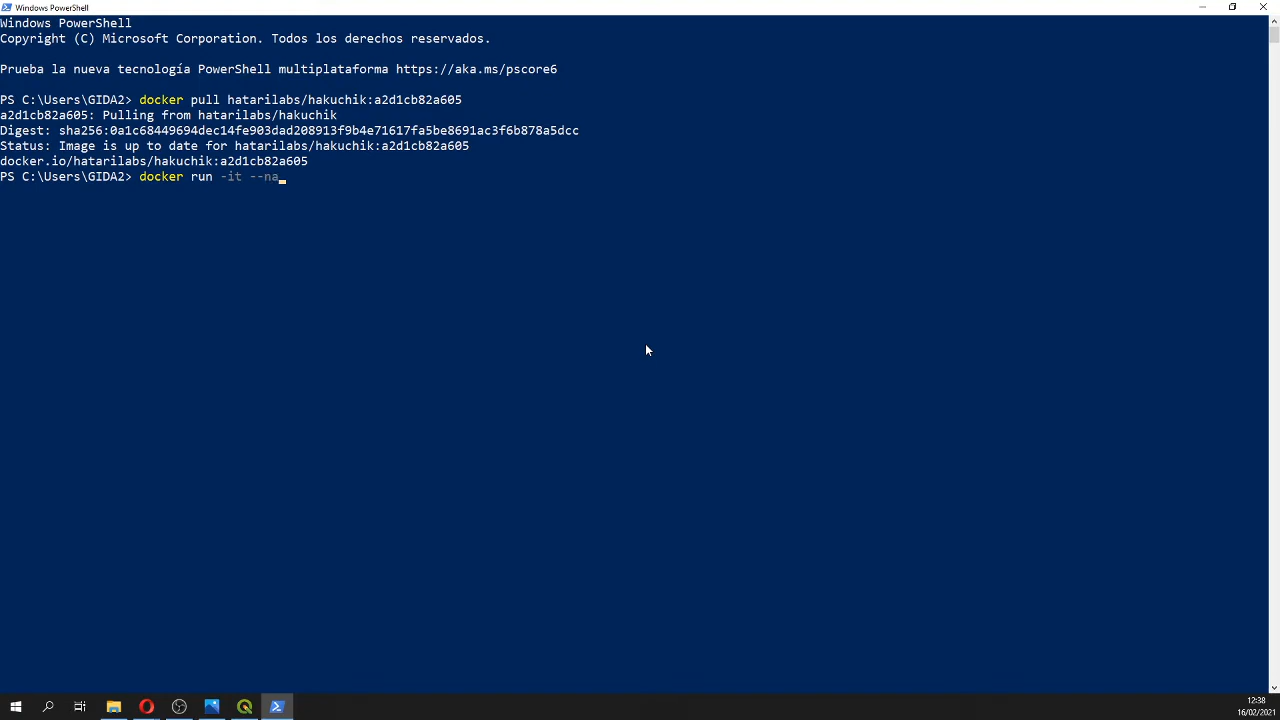 Windows PowerShell
Windows PowerShell
Copyright (C) Microsoft Corporation. Todos los derechos reservados.
Prueba la nueva tecnología PowerShell multiplataforma https://aka.ms/pscore6
PS C:\Users\GIDA2> docker pull hatarilabs/hakuchik:a2d1cb82a605
a2d1cb82a605: Pulling from hatarilabs/hakuchik
Digest: sha256:0a1c68449694dec14fe903dad208913f9b4e71617fa5be8691ac3f6b878a5dcc
Status: Image is up to date for hatarilabs/hakuchik:a2d1cb82a605
docker.io/hatarilabs/hakuchik:a2d1cb82a605
PS C:\Users\GIDA2> docker run -it --na_
12:38
16/02/2021